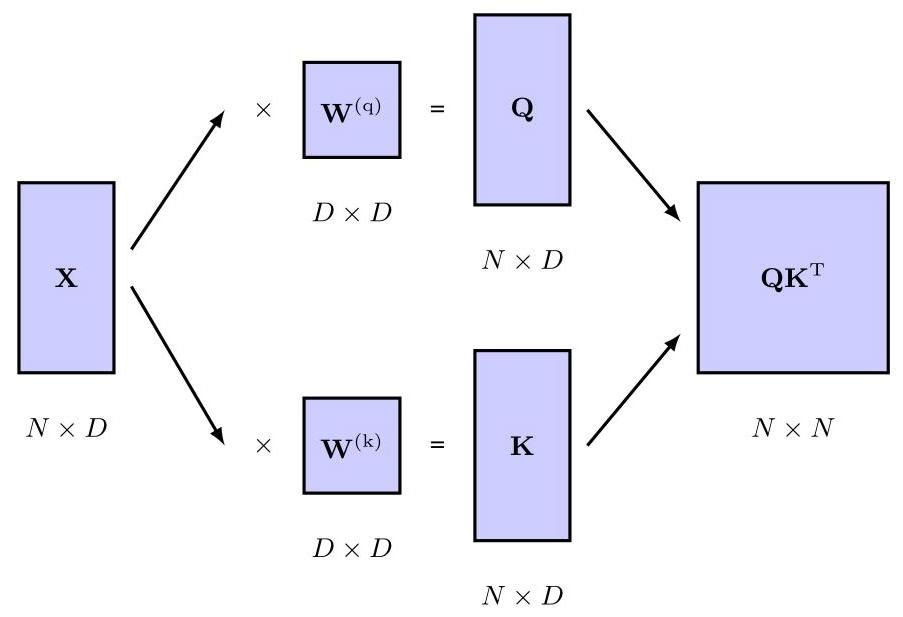 × W^(q) = Q
D × D
N × D
X
N × D
QK^T
N × N
× W^(k) = K
D × D
N × D